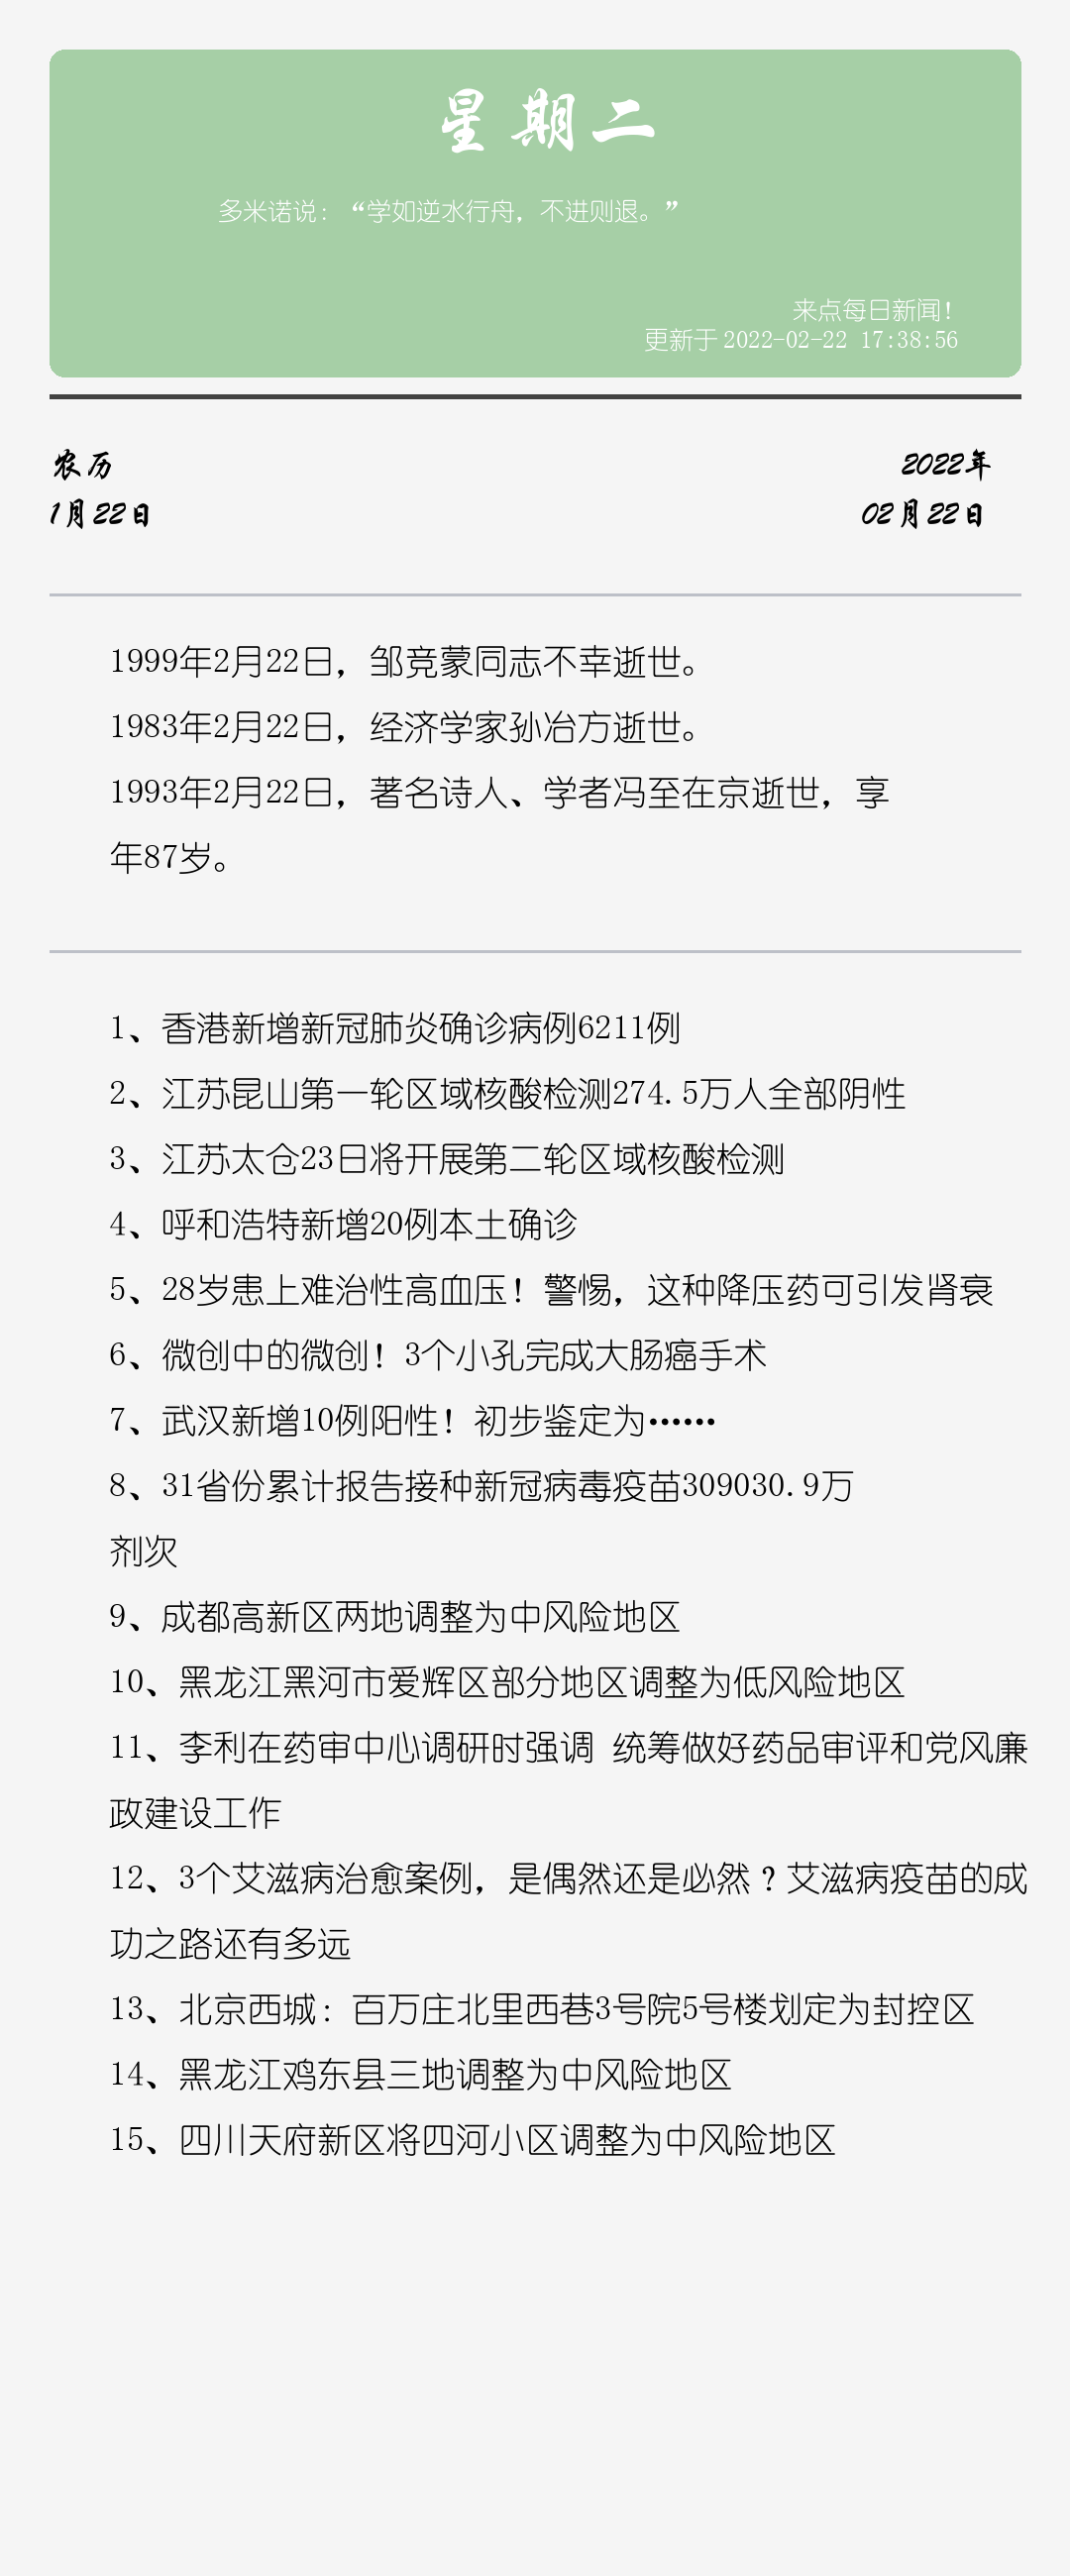 星期二
多米诺说：“学如逆水行舟，不进则退。”
来点每日新闻！
更新于 2022-02-22 17:38:56
农历
2022年
1月22日
02月22日
1999年2月22日，邹竞蒙同志不幸逝世。
1983年2月22日，经济学家孙冶方逝世。
1993年2月22日，著名诗人、学者冯至在京逝世，享
年87岁。
1、香港新增新冠肺炎确诊病例6211例
2、江苏昆山第一轮区域核酸检测274.5万人全部阴性
3、江苏太仓23日将开展第二轮区域核酸检测
4、呼和浩特新增20例本土确诊
5、28岁患上难治性高血压！警惕，这种降压药可引发肾衰
6、微创中的微创！3个小孔完成大肠癌手术
7、武汉新增10例阳性！初步鉴定为……
8、31省份累计报告接种新冠病毒疫苗309030.9万
剂次
9、成都高新区两地调整为中风险地区
10、黑龙江黑河市爱辉区部分地区调整为低风险地区
11、李利在药审中心调研时强调 统筹做好药品审评和党风廉
政建设工作
12、3个艾滋病治愈案例，是偶然还是必然？艾滋病疫苗的成
功之路还有多远
13、北京西城：百万庄北里西巷3号院5号楼划定为封控区
14、黑龙江鸡东县三地调整为中风险地区
15、四川天府新区将四河小区调整为中风险地区